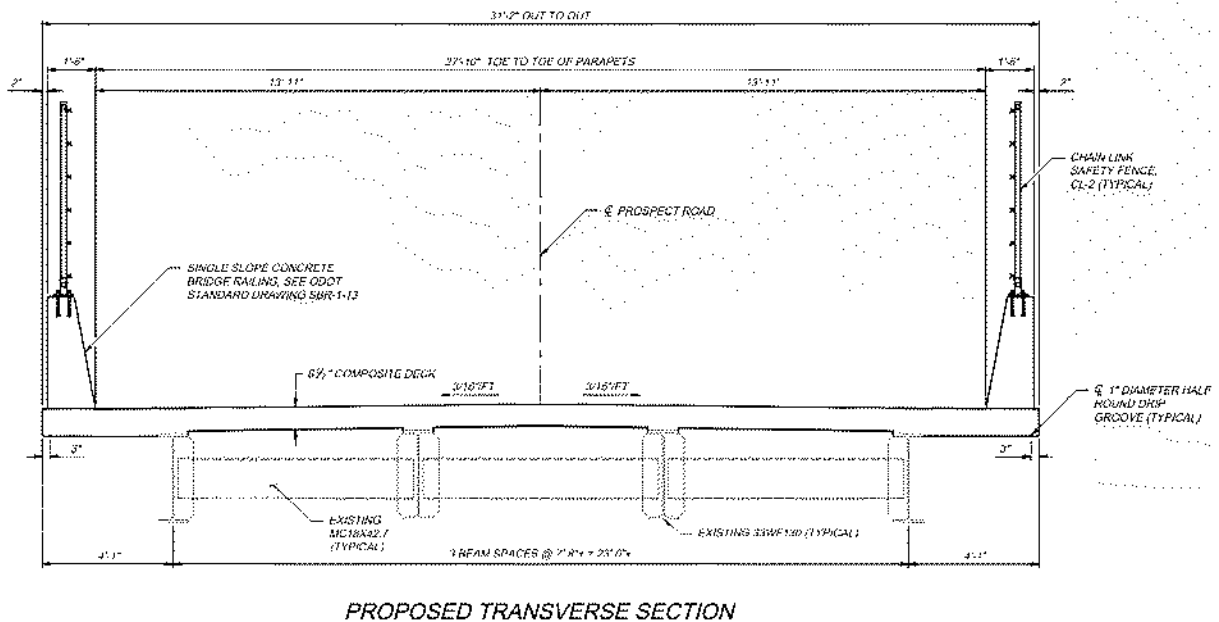 31'-2" OUT TO OUT
1'-6"
27'-10" TOE TO TOE OF PARAPETS
1'-6"
2"
13'-11"
13'-11"
2"
CHAIN LINK
SAFETY FENCE,
CL-2 (TYPICAL)
℄ PROSPECT ROAD
SINGLE SLOPE CONCRETE
BRIDGE RAILING, SEE ODOT
STANDARD DRAWING SBR-1-13
8½" COMPOSITE DECK
3/16"/FT
3/16"/FT
℄ 1" DIAMETER HALF
ROUND DRIP
GROOVE (TYPICAL)
3"
3"
EXISTING
MC18X42.7
(TYPICAL)
EXISTING 33WF130 (TYPICAL)
4'-1"
3 BEAM SPACES @ 7'-8"± = 23'-0"±
4'-1"
PROPOSED TRANSVERSE SECTION